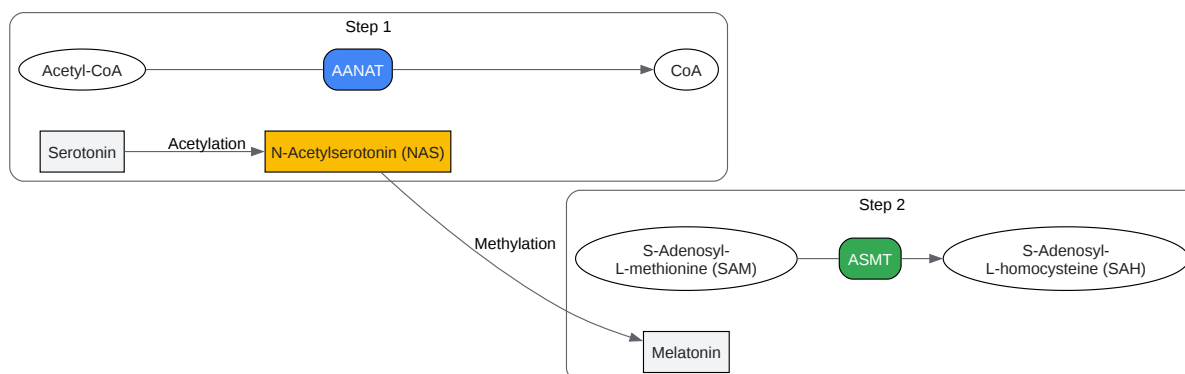 Step 1
Acetyl-CoA
AANAT
CoA
Serotonin
Acetylation
N-Acetylserotonin (NAS)
Methylation
Step 2
S-Adenosyl-
L-methionine (SAM)
ASMT
S-Adenosyl-
L-homocysteine (SAH)
Melatonin